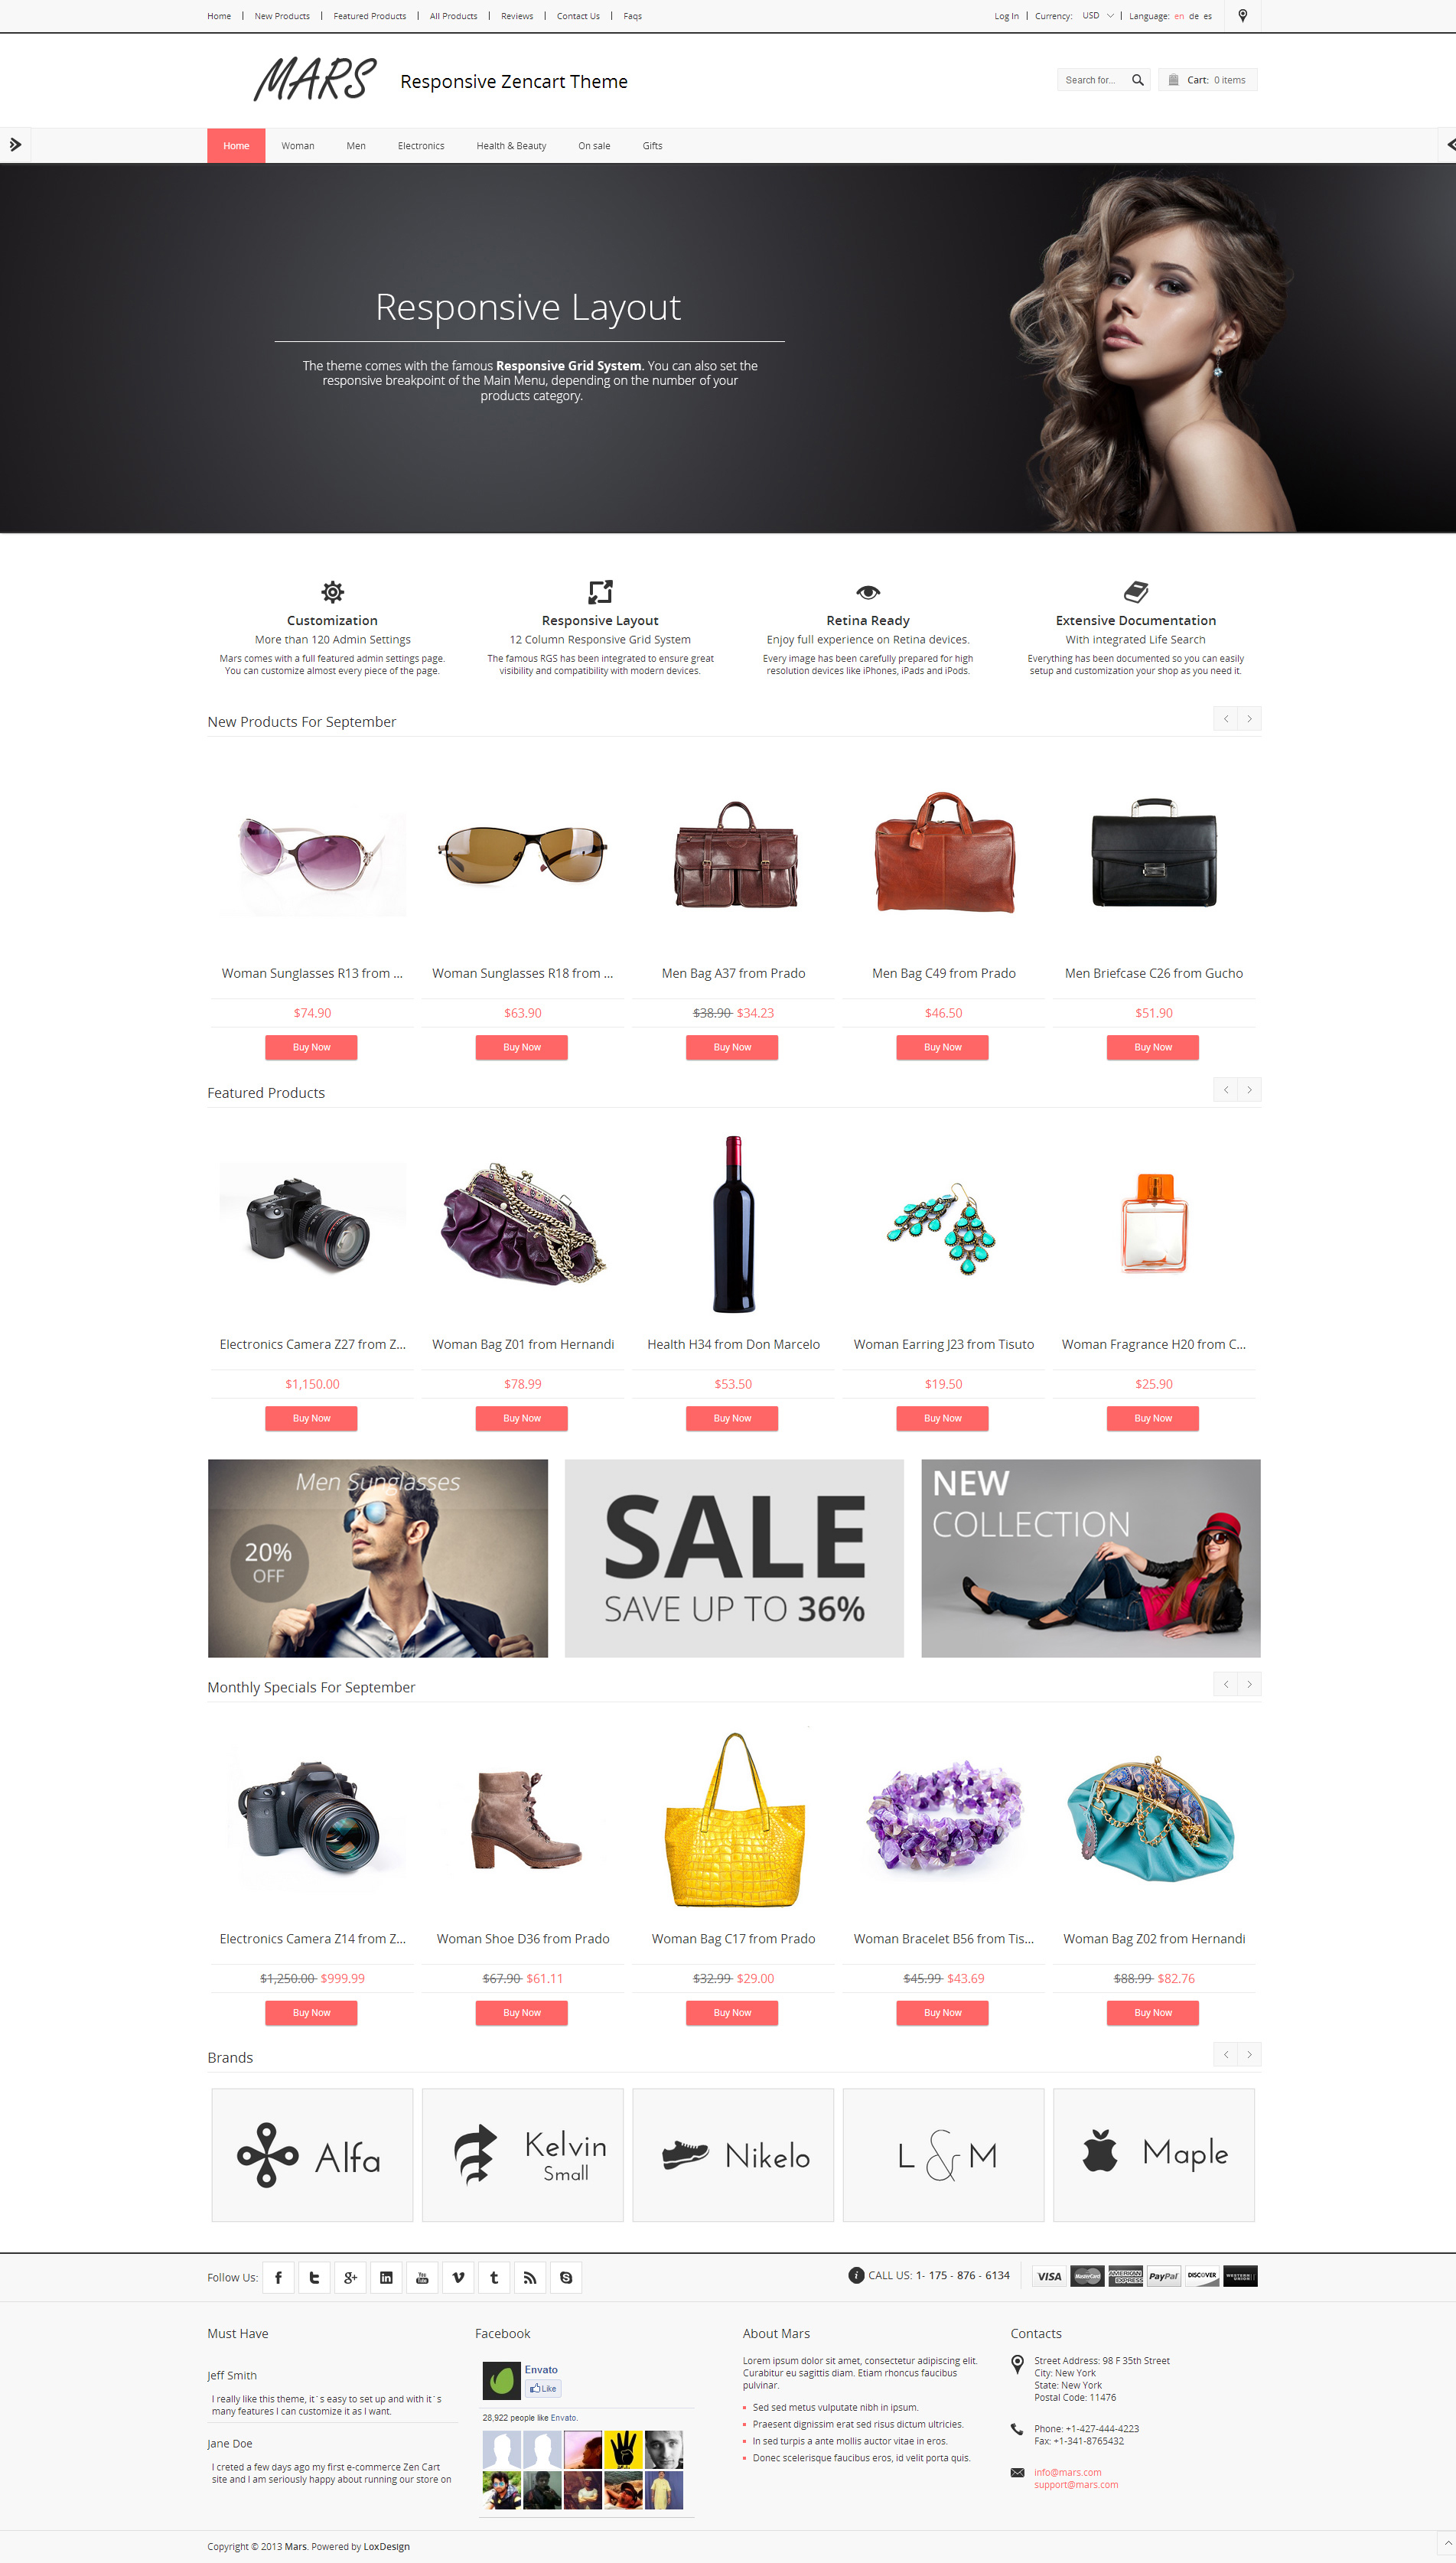 Home | New Products | Featured Products | All Products | Reviews | Contact Us | Faqs
Log In | Currency: USD | Language: en de es
MARS
Responsive Zencart Theme
Search for...
Cart: 0 items
Home Woman Men Electronics Health & Beauty On sale Gifts
Responsive Layout
The theme comes with the famous Responsive Grid System. You can also set the
responsive breakpoint of the Main Menu, depending on the number of your
products category.
Customization
More than 120 Admin Settings
Mars comes with a full featured admin settings page.
You can customize almost every piece of the page.
Responsive Layout
12 Column Responsive Grid System
The famous RGS has been integrated to ensure great
visibility and compatibility with modern devices.
Retina Ready
Enjoy full experience on Retina devices.
Every image has been carefully prepared for high
resolution devices like iPhones, iPads and iPods.
Extensive Documentation
With integrated Life Search
Everything has been documented so you can easily
setup and customization your shop as you need it.
New Products For September
Woman Sunglasses R13 from ...
$74.90
Buy Now
Woman Sunglasses R18 from ...
$63.90
Buy Now
Men Bag A37 from Prado
$38.90 $34.23
Buy Now
Men Bag C49 from Prado
$46.50
Buy Now
Men Briefcase C26 from Gucho
$51.90
Buy Now
Featured Products
Electronics Camera Z27 from Z...
$1,150.00
Buy Now
Woman Bag Z01 from Hernandi
$78.99
Buy Now
Health H34 from Don Marcelo
$53.50
Buy Now
Woman Earring J23 from Tisuto
$19.50
Buy Now
Woman Fragrance H20 from C...
$25.90
Buy Now
Men Sunglasses
20%
OFF
SALE
SAVE UP TO 36%
NEW
COLLECTION
Monthly Specials For September
Electronics Camera Z14 from Z...
$1,250.00 $999.99
Buy Now
Woman Shoe D36 from Prado
$67.90 $61.11
Buy Now
Woman Bag C17 from Prado
$32.99 $29.00
Buy Now
Woman Bracelet B56 from Tis...
$45.99 $43.69
Buy Now
Woman Bag Z02 from Hernandi
$88.99 $82.76
Buy Now
Brands
Alfa
Kelvin
Small
Nikelo
L & M
Maple
Follow Us:
CALL US: 1- 175 - 876 - 6134
VISA MasterCard AMERICAN EXPRESS PayPal DISCOVER WESTERN UNION
Must Have
Jeff Smith
I really like this theme, it`s easy to set up and with it`s
many features I can customize it as I want.
Jane Doe
I creted a few days ago my first e-commerce Zen Cart
site and I am seriously happy about running our store on
Facebook
Envato
Like
28,922 people like Envato.
About Mars
Lorem ipsum dolor sit amet, consectetur adipiscing elit.
Curabitur eu sagittis diam. Etiam rhoncus faucibus
pulvinar.
Sed sed metus vulputate nibh in ipsum.
Praesent dignissim erat sed risus dictum ultricies.
In sed turpis a ante mollis auctor vitae in eros.
Donec scelerisque faucibus eros, id velit porta quis.
Contacts
Street Address: 98 F 35th Street
City: New York
State: New York
Postal Code: 11476
Phone: +1-427-444-4223
Fax: +1-341-8765432
info@mars.com
support@mars.com
Copyright © 2013 Mars. Powered by LoxDesign